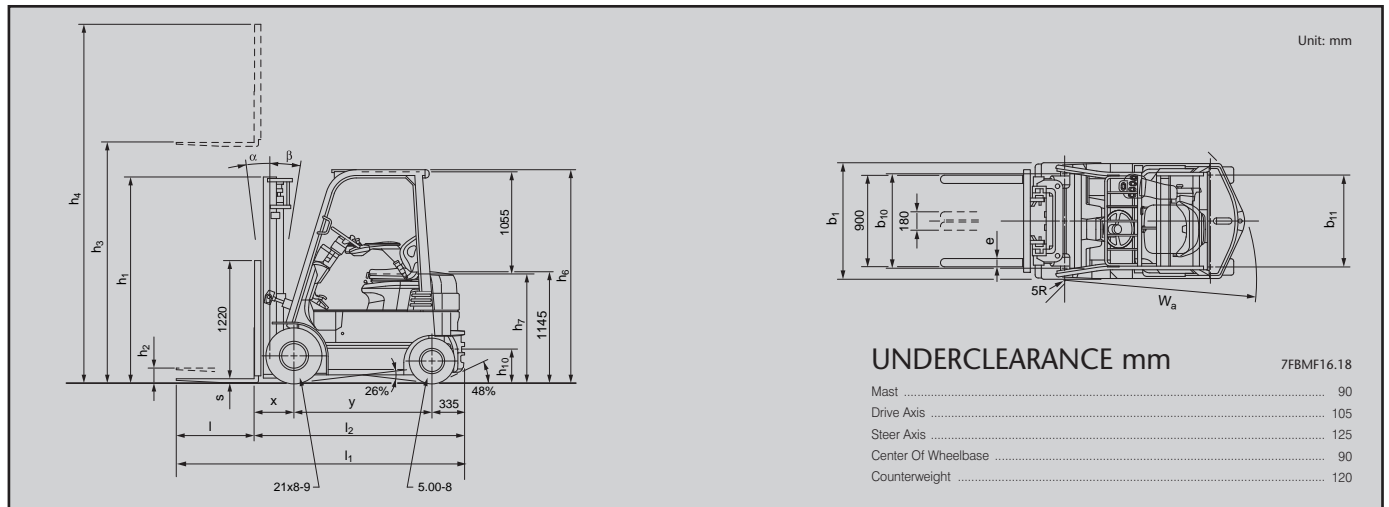 Unit: mm
h4
h3
h1
h2
s
1220
α
β
1055
h6
h7
1145
h10
26%
48%
x
y
335
l
l2
l1
21x8-9
5.00-8
b1
900
b10
180
e
b11
5R
Wa
UNDERCLEARANCE mm 7FBMF16.18
Mast 90
Drive Axis 105
Steer Axis 125
Center Of Wheelbase 90
Counterweight 120